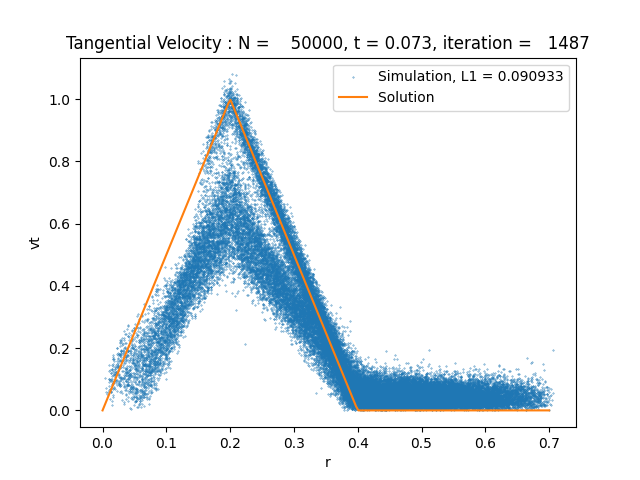 Tangential Velocity : N =    50000, t = 0.073, iteration =   1487
Simulation, L1 = 0.090933
Solution
1.0
0.8
0.6
0.4
0.2
0.0
vt
0.0 0.1 0.2 0.3 0.4 0.5 0.6 0.7
r